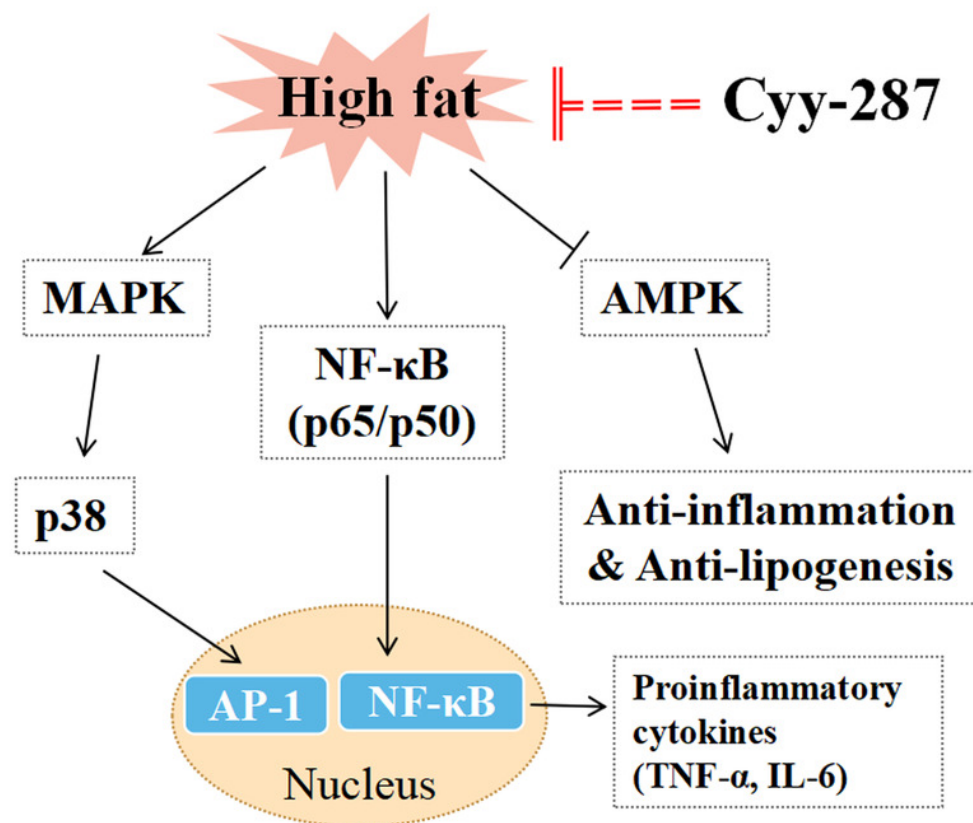 High fat
Cyy-287
MAPK
AMPK
NF-κB
(p65/p50)
p38
Anti-inflammation
& Anti-lipogenesis
AP-1
NF-κB
Nucleus
Proinflammatory
cytokines
(TNF-α, IL-6)